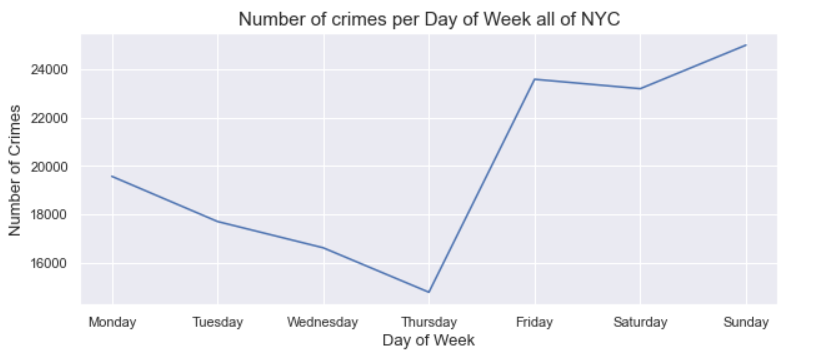 Number of crimes per Day of Week all of NYC
Number of Crimes
24000
22000
20000
18000
16000
Monday Tuesday Wednesday Thursday Friday Saturday Sunday
Day of Week